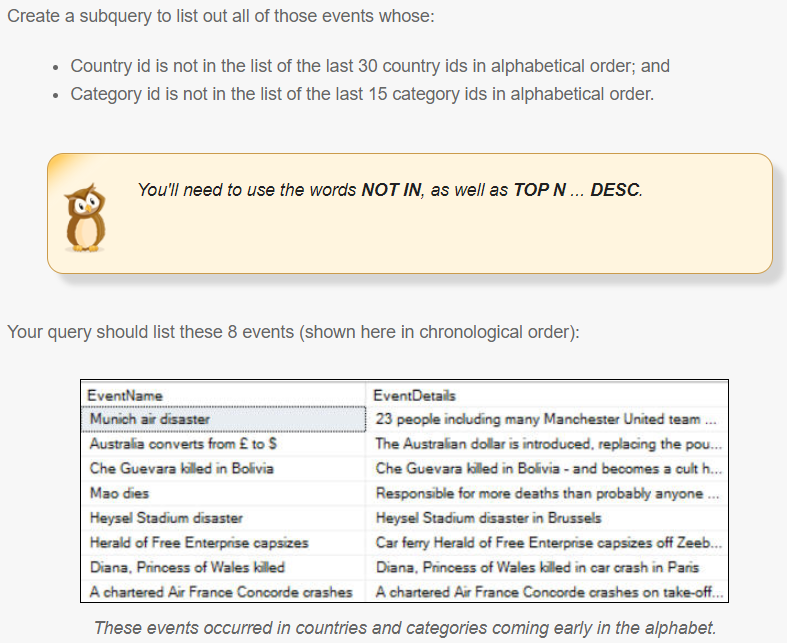 Create a subquery to list out all of those events whose:
• Country id is not in the list of the last 30 country ids in alphabetical order; and
• Category id is not in the list of the last 15 category ids in alphabetical order.
You'll need to use the words NOT IN, as well as TOP N ... DESC.
Your query should list these 8 events (shown here in chronological order):
EventName EventDetails
Munich air disaster 23 people including many Manchester United team ...
Australia converts from £ to $ The Australian dollar is introduced, replacing the pou...
Che Guevara killed in Bolivia Che Guevara killed in Bolivia - and becomes a cult h...
Mao dies Responsible for more deaths than probably anyone ...
Heysel Stadium disaster Heysel Stadium disaster in Brussels
Herald of Free Enterprise capsizes Car ferry Herald of Free Enterprise capsizes off Zeeb...
Diana, Princess of Wales killed Diana, Princess of Wales killed in car crash in Paris
A chartered Air France Concorde crashes A chartered Air France Concorde crashes on take-off...
These events occurred in countries and categories coming early in the alphabet.